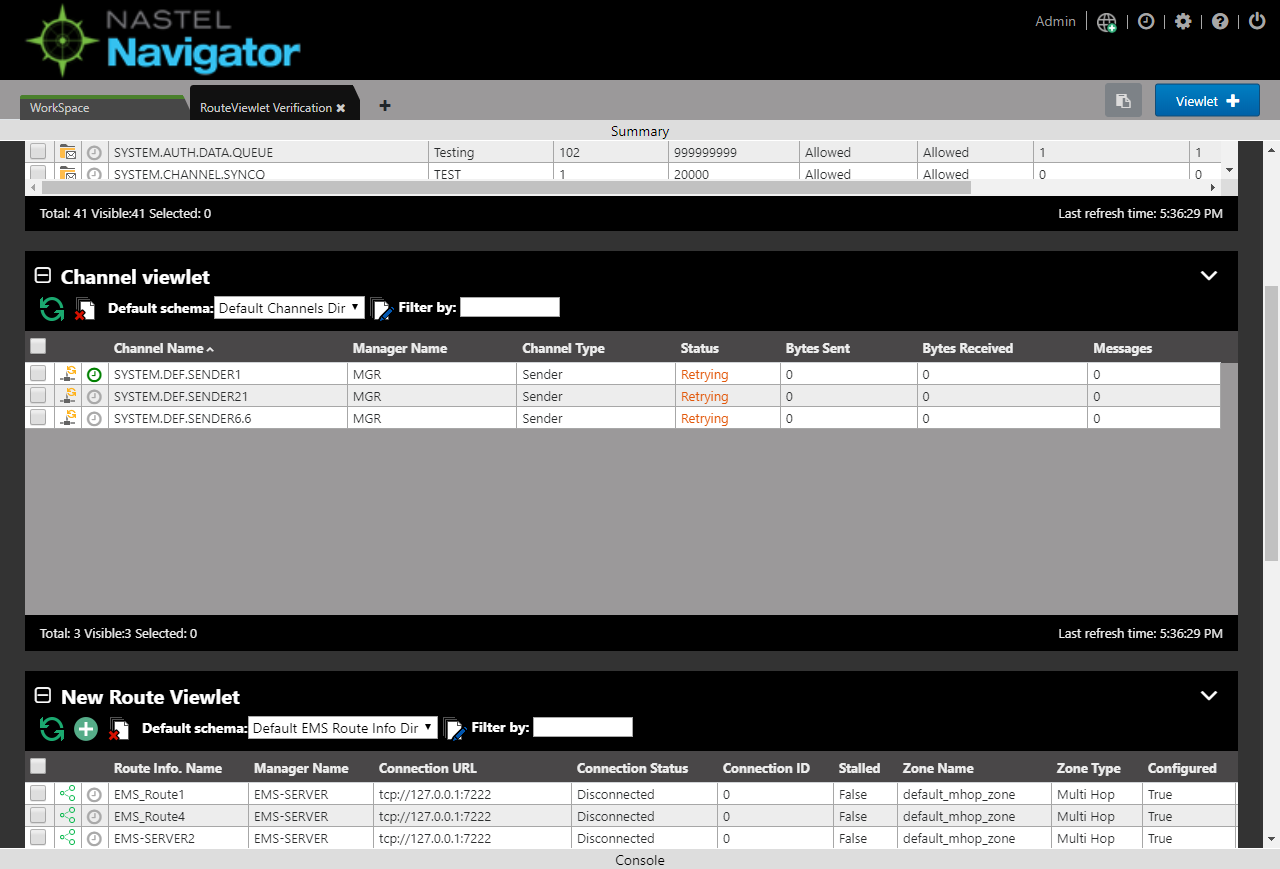 NASTEL
Navigator
Admin
WorkSpace
RouteViewlet Verification
Viewlet
Summary
SYSTEM.AUTH.DATA.QUEUE Testing 102 999999999 Allowed Allowed 1 1
SYSTEM.CHANNEL.SYNCQ TEST 1 20000 Allowed Allowed 0 0
Total: 41 Visible:41 Selected: 0 Last refresh time: 5:36:29 PM
Channel viewlet
Default schema: Default Channels Dir Filter by:
Channel Name Manager Name Channel Type Status Bytes Sent Bytes Received Messages
SYSTEM.DEF.SENDER1 MGR Sender Retrying 0 0 0
SYSTEM.DEF.SENDER21 MGR Sender Retrying 0 0 0
SYSTEM.DEF.SENDER6.6 MGR Sender Retrying 0 0 0
Total: 3 Visible:3 Selected: 0 Last refresh time: 5:36:29 PM
New Route Viewlet
Default schema: Default EMS Route Info Dir Filter by:
Route Info. Name Manager Name Connection URL Connection Status Connection ID Stalled Zone Name Zone Type Configured
EMS_Route1 EMS-SERVER tcp://127.0.0.1:7222 Disconnected 0 False default_mhop_zone Multi Hop True
EMS_Route4 EMS-SERVER tcp://127.0.0.1:7222 Disconnected 0 False default_mhop_zone Multi Hop True
EMS-SERVER2 EMS-SERVER tcp://127.0.0.1:7222 Disconnected 0 False default_mhop_zone Multi Hop True
Console